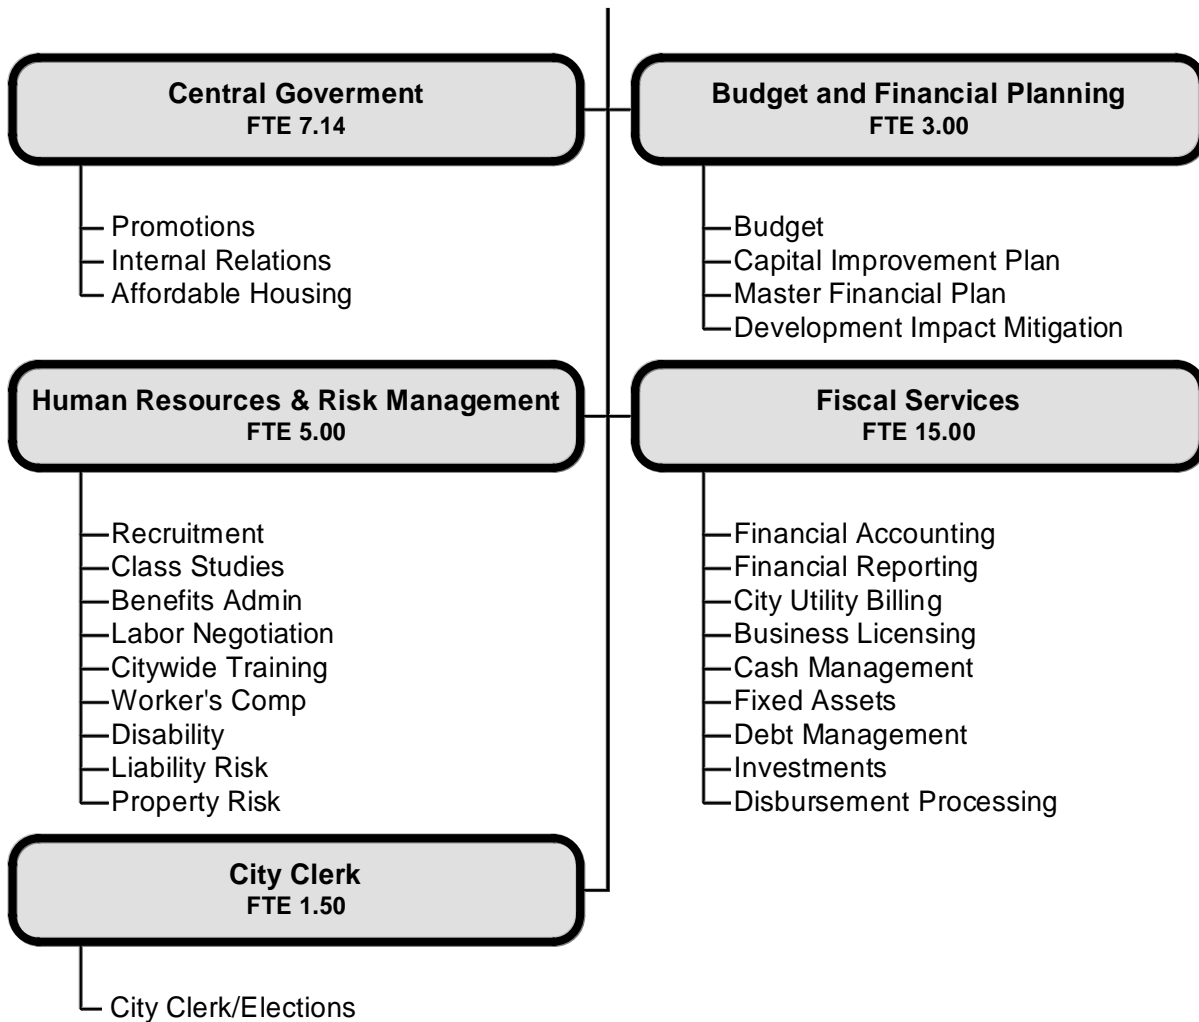 Central Goverment
FTE 7.14
Promotions
Internal Relations
Affordable Housing
Budget and Financial Planning
FTE 3.00
Budget
Capital Improvement Plan
Master Financial Plan
Development Impact Mitigation
Human Resources & Risk Management
FTE 5.00
Recruitment
Class Studies
Benefits Admin
Labor Negotiation
Citywide Training
Worker's Comp
Disability
Liability Risk
Property Risk
Fiscal Services
FTE 15.00
Financial Accounting
Financial Reporting
City Utility Billing
Business Licensing
Cash Management
Fixed Assets
Debt Management
Investments
Disbursement Processing
City Clerk
FTE 1.50
City Clerk/Elections